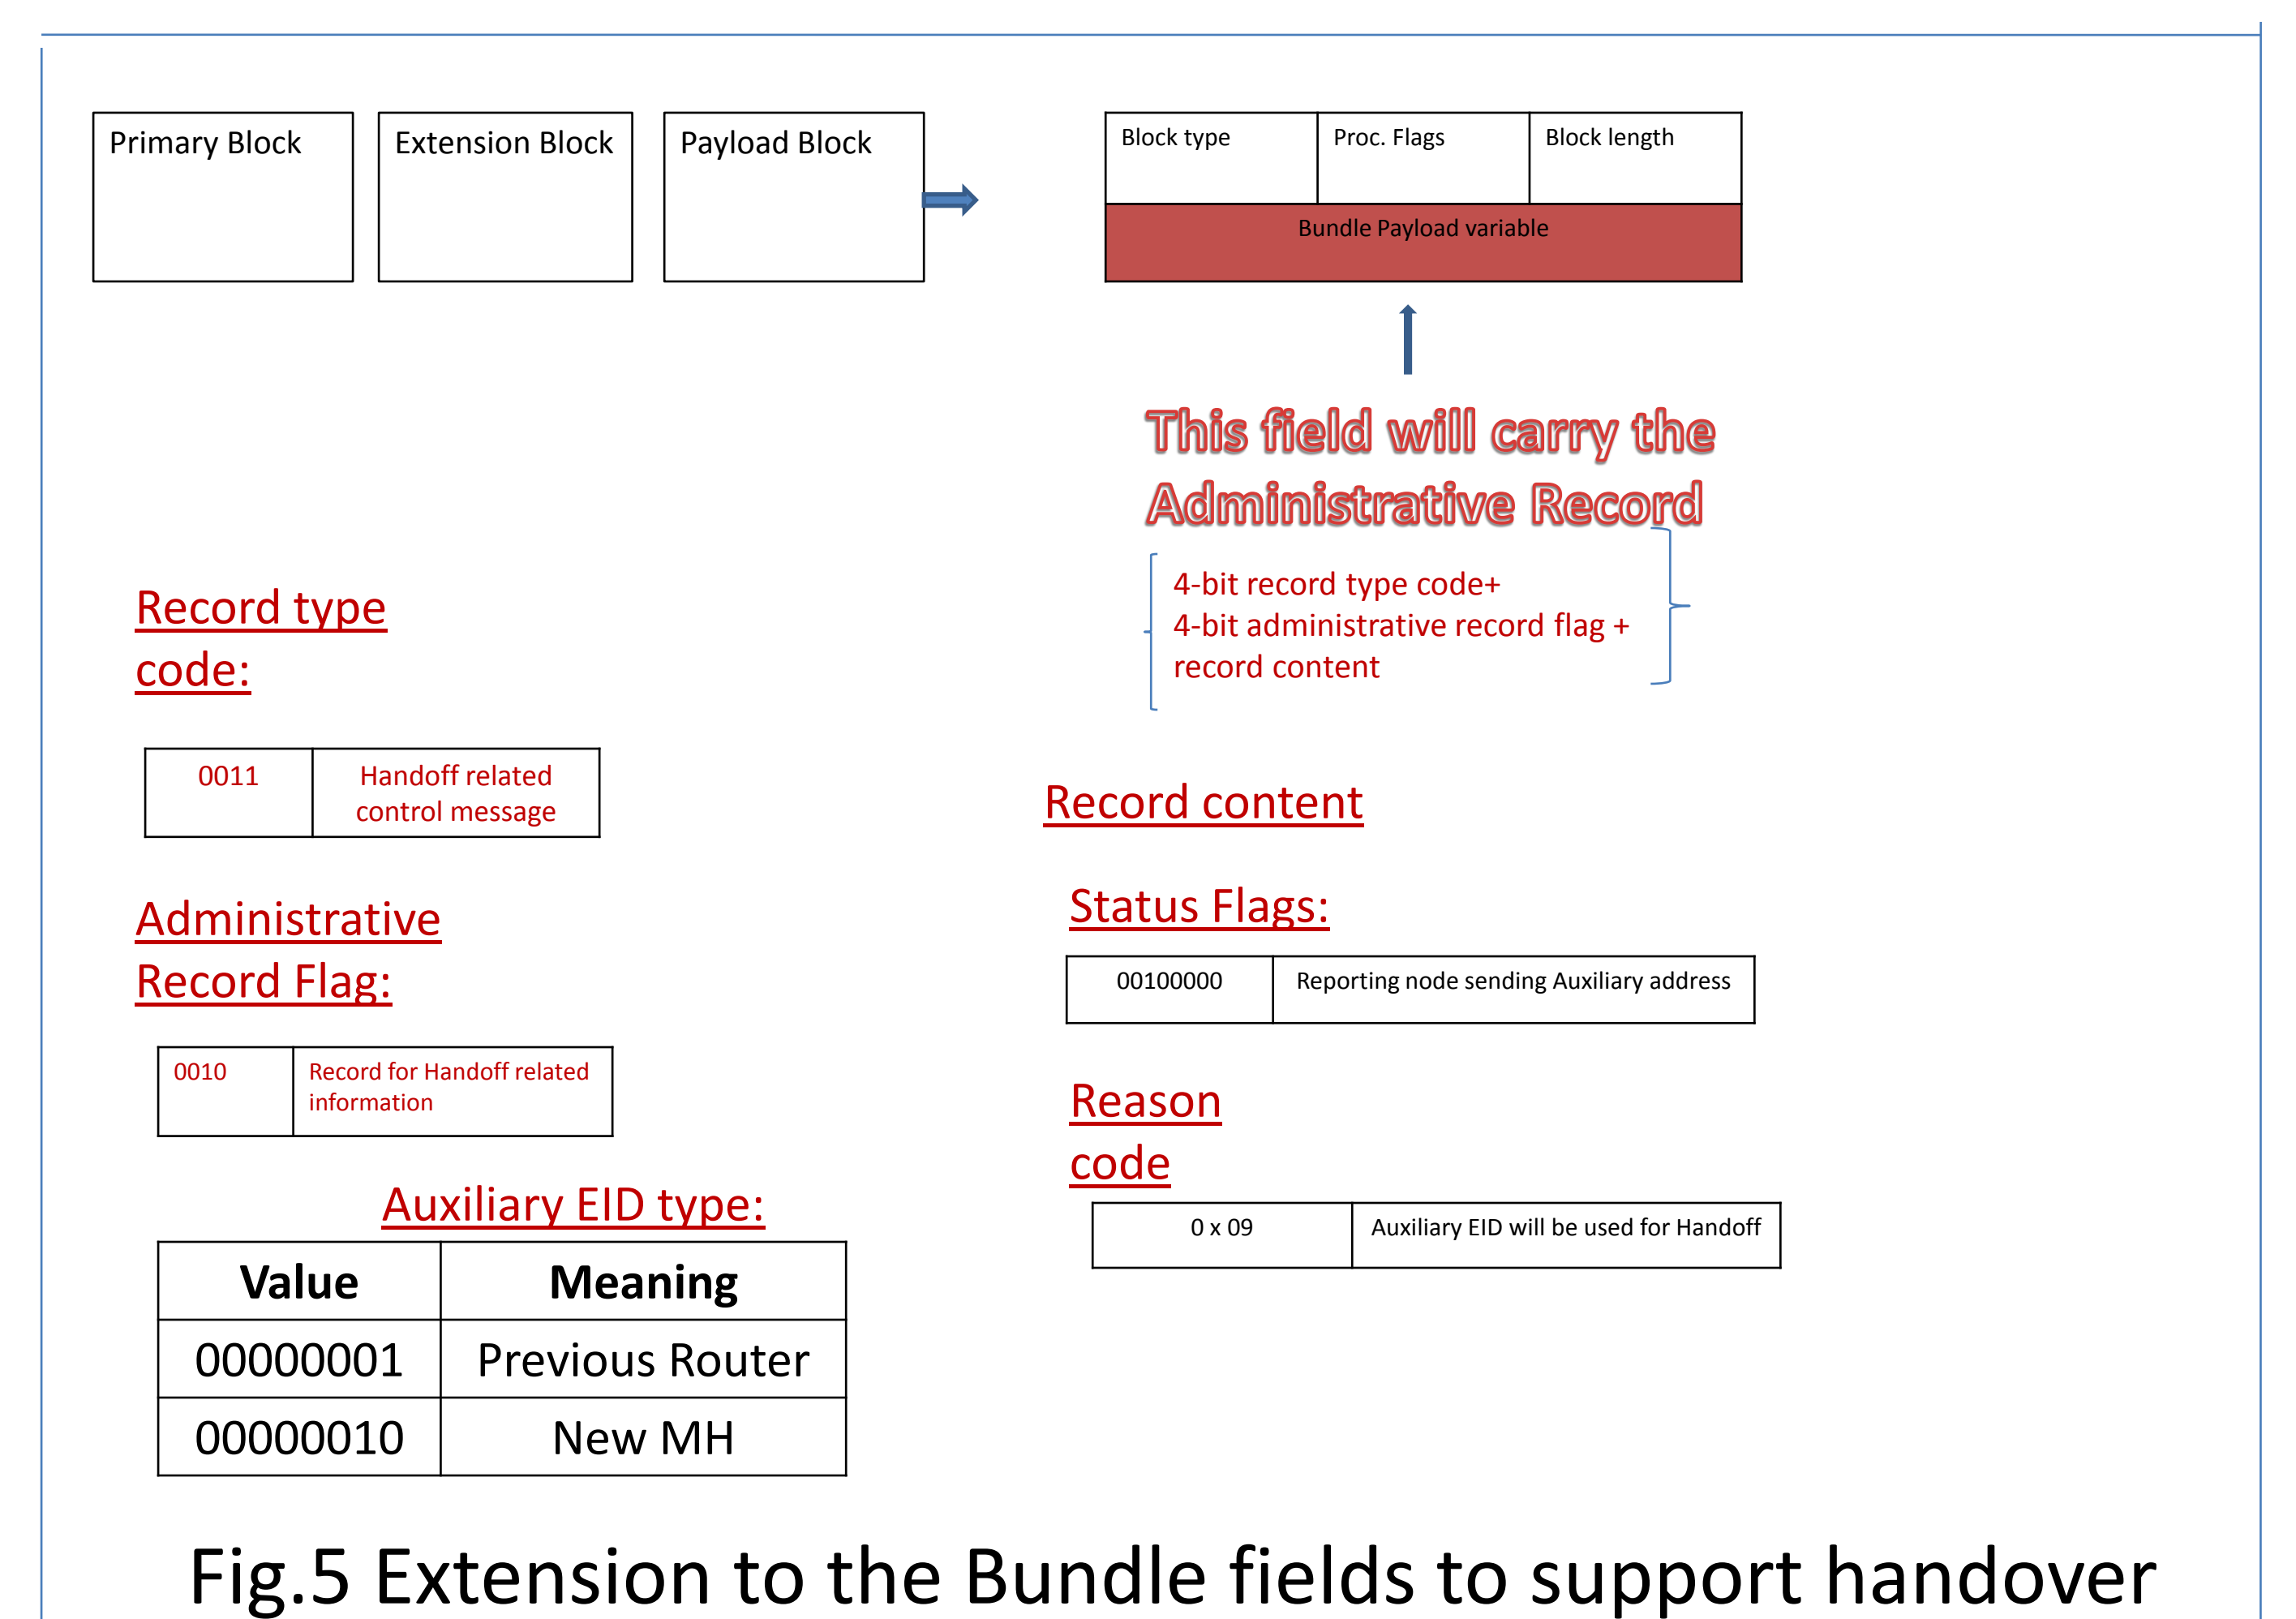 Primary Block
Extension Block
Payload Block
Block type
Proc. Flags
Block length
Bundle Payload variable
This field will carry the
Administrative Record
4-bit record type code+
4-bit administrative record flag +
record content
Record type
code:
0011
Handoff related
control message
Administrative
Record Flag:
0010
Record for Handoff related
information
Auxiliary EID type:
Value
Meaning
00000001
Previous Router
00000010
New MH
Record content
Status Flags:
00100000
Reporting node sending Auxiliary address
Reason
code
0 x 09
Auxiliary EID will be used for Handoff
Fig.5 Extension to the Bundle fields to support handover